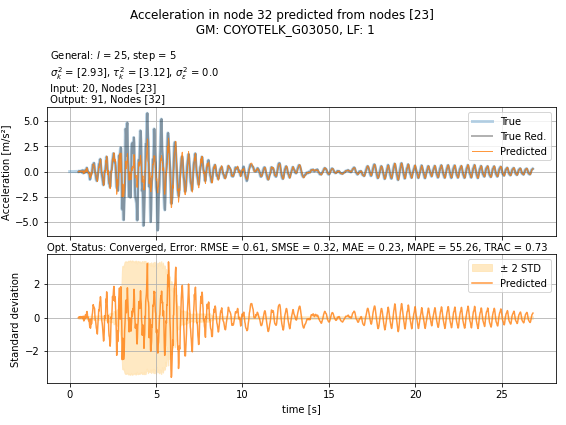 Acceleration in node 32 predicted from nodes [23]
GM: COYOTELK_G03050, LF: 1
General: l = 25, step = 5
σ²ₖ = [2.93], τ²ₖ = [3.12], σ²ₑ = 0.0
Input: 20, Nodes [23]
Output: 91, Nodes [32]
Acceleration [m/s²]
5.0
2.5
0.0
−2.5
−5.0
True
True Red.
Predicted
Opt. Status: Converged, Error: RMSE = 0.61, SMSE = 0.32, MAE = 0.23, MAPE = 55.26, TRAC = 0.73
Standard deviation
2
0
−2
± 2 STD
Predicted
0 5 10 15 20 25
time [s]